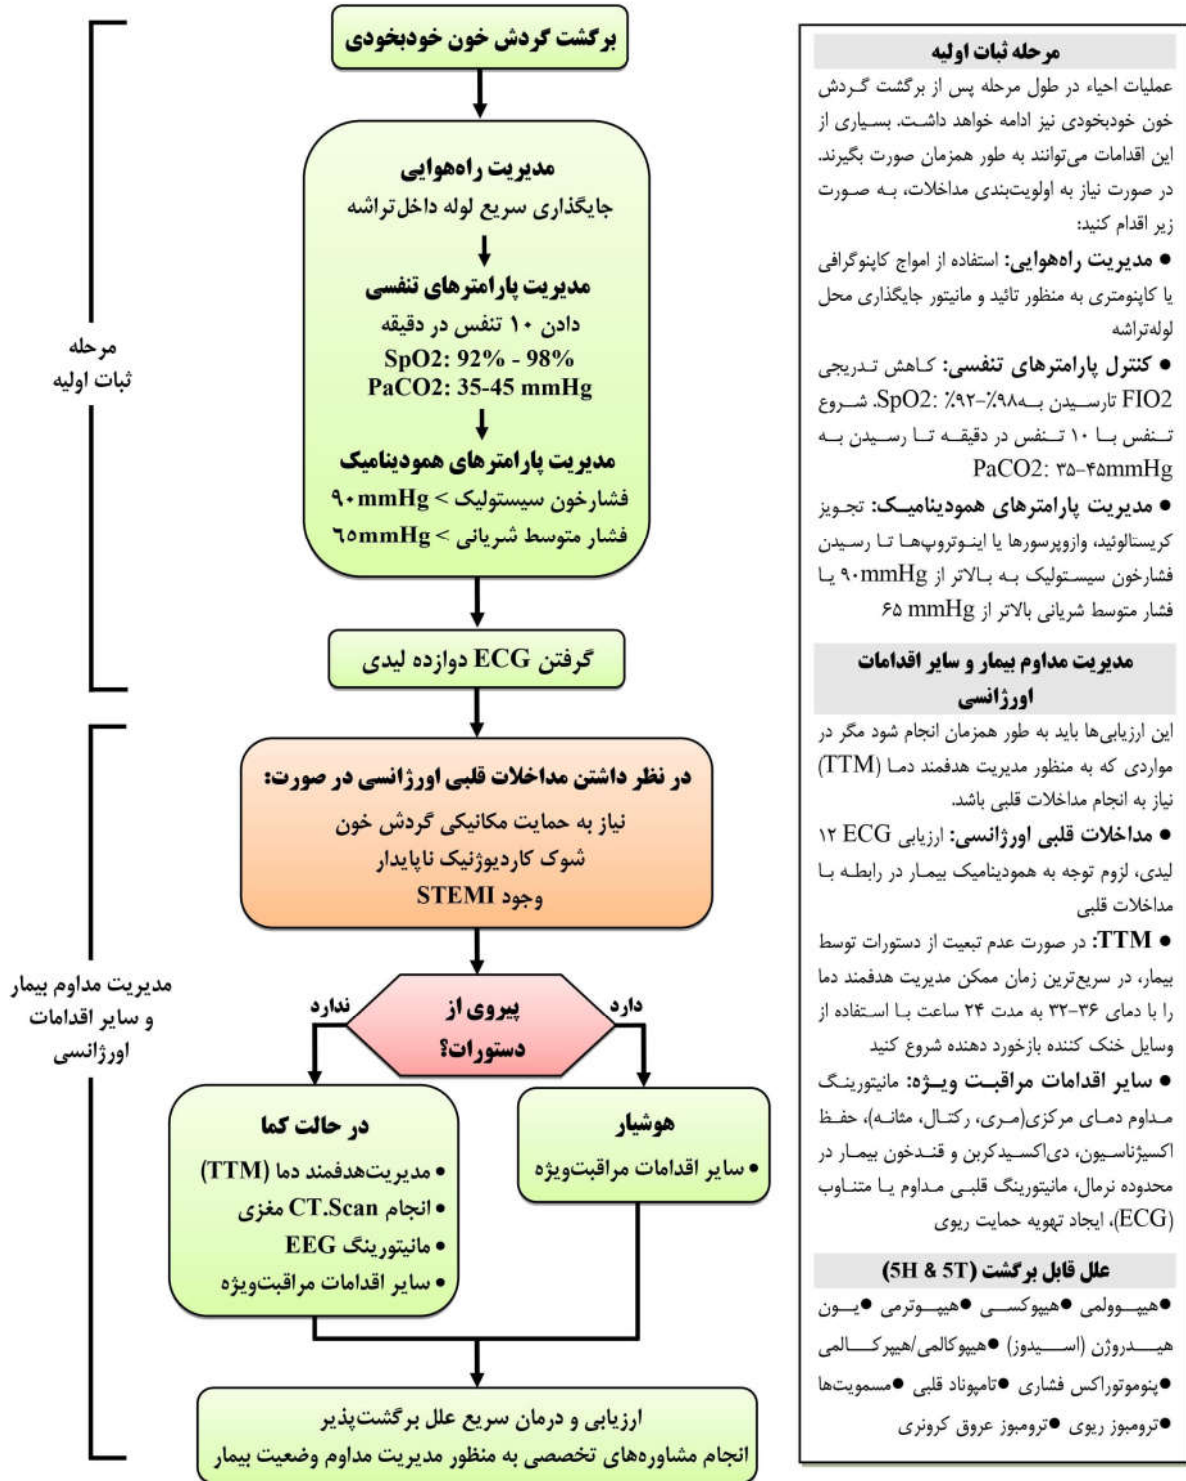 برگشت گردش خون خودبخودی
مدیریت راه‌هوایی
جایگذاری سریع لوله داخل‌تراشه
مدیریت پارامترهای تنفسی
دادن ۱۰ تنفس در دقیقه
SpO2: 92% - 98%
PaCO2: 35-45 mmHg
مدیریت پارامترهای همودینامیک
فشارخون سیستولیک > ۹۰mmHg
فشار متوسط شریانی > ۶۵mmHg
گرفتن ECG دوازده لیدی
مرحله
ثبات اولیه
در نظر داشتن مداخلات قلبی اورژانسی در صورت:
نیاز به حمایت مکانیکی گردش خون
شوک کاردیوژنیک ناپایدار
وجود STEMI
پیروی از
دستورات؟
دارد
ندارد
هوشیار
• سایر اقدامات مراقبت‌ویژه
در حالت کما
• مدیریت‌هدفمند دما (TTM)
• انجام CT.Scan مغزی
• مانیتورینگ EEG
• سایر اقدامات مراقبت‌ویژه
ارزیابی و درمان سریع علل برگشت‌پذیر
انجام مشاوره‌های تخصصی به منظور مدیریت مداوم وضعیت بیمار
مدیریت مداوم بیمار
و سایر اقدامات
اورژانسی
مرحله ثبات اولیه
عملیات احیاء در طول مرحله پس از برگشت گردش
خون خودبخودی نیز ادامه خواهد داشت. بسیاری از
این اقدامات می‌توانند به طور همزمان صورت بگیرند.
در صورت نیاز به اولویت‌بندی مداخلات، به صورت
زیر اقدام کنید:
● مدیریت راه‌هوایی: استفاده از امواج کاپنوگرافی
یا کاپنومتری به منظور تائید و مانیتور جایگذاری محل
لوله‌تراشه
● کنترل پارامترهای تنفسی: کاهش تدریجی
FIO2 تارسیدن به۹۸٪-۹۲٪ :SpO2. شروع
تنفس با ۱۰ تنفس در دقیقه تا رسیدن به
PaCO2: ۳۵-۴۵mmHg
● مدیریت پارامترهای همودینامیک: تجویز
کریستالوئید، وازوپرسورها یا اینوتروپ‌ها تا رسیدن
فشارخون سیستولیک به بالاتر از ۹۰mmHg یا
فشار متوسط شریانی بالاتر از ۶۵ mmHg
مدیریت مداوم بیمار و سایر اقدامات
اورژانسی
این ارزیابی‌ها باید به طور همزمان انجام شود مگر در
مواردی که به منظور مدیریت هدفمند دما (TTM)
نیاز به انجام مداخلات قلبی باشد.
● مداخلات قلبی اورژانسی: ارزیابی ECG ۱۲
لیدی، لزوم توجه به همودینامیک بیمار در رابطه با
مداخلات قلبی
● TTM: در صورت عدم تبعیت از دستورات توسط
بیمار، در سریع‌ترین زمان ممکن مدیریت هدفمند دما
را با دمای ۳۶-۳۲ به مدت ۲۴ ساعت با استفاده از
وسایل خنک کننده بازخورد دهنده شروع کنید
● سایر اقدامات مراقبت ویژه: مانیتورینگ
مداوم دمای مرکزی(مری، رکتال، مثانه)، حفظ
اکسیژناسیون، دی‌اکسیدکربن و قندخون بیمار در
محدوده نرمال، مانیتورینگ قلبی مداوم یا متناوب
(ECG)، ایجاد تهویه حمایت ریوی
علل قابل برگشت (5H & 5T)
●هیپوولمی ●هیپوکسی ●هیپوترمی ●یون
هیدروژن (اسیدوز) ●هیپوکالمی/هیپرکالمی
●پنوموتوراکس فشاری ●تامپوناد قلبی ●مسمویت‌ها
●ترومبوز ریوی ●ترومبوز عروق کرونری